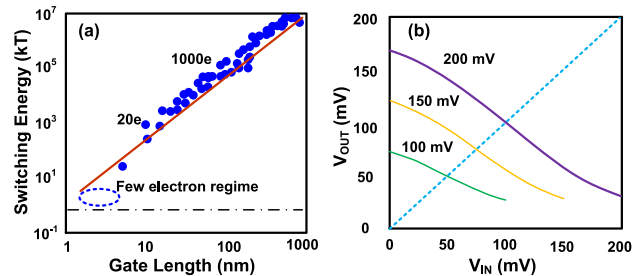 (a)
Switching Energy (kT)
10^7
10^5
10^3
10^1
10^-1
1000e
20e
Few electron regime
1
10
100
1000
Gate Length (nm)
(b)
V_OUT (mV)
200
150
100
50
0
200 mV
150 mV
100 mV
0
50
100
150
200
V_IN (mV)